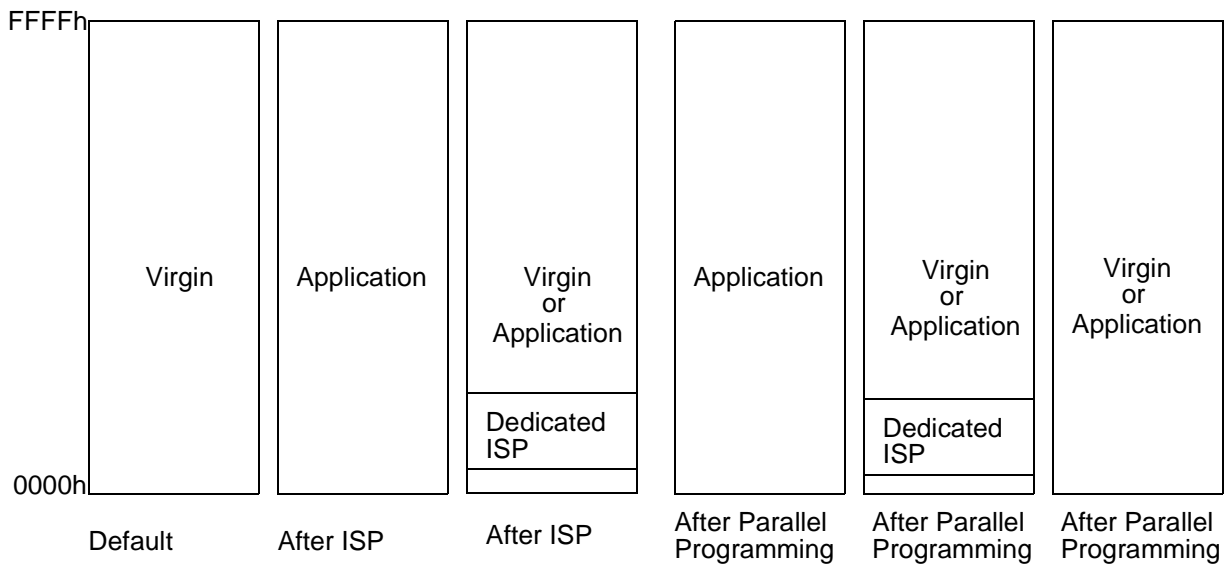 FFFFh
Virgin
Application
Virgin
or
Application
Application
Virgin
or
Application
Virgin
or
Application
Dedicated
ISP
Dedicated
ISP
0000h
Default
After ISP
After ISP
After Parallel
Programming
After Parallel
Programming
After Parallel
Programming